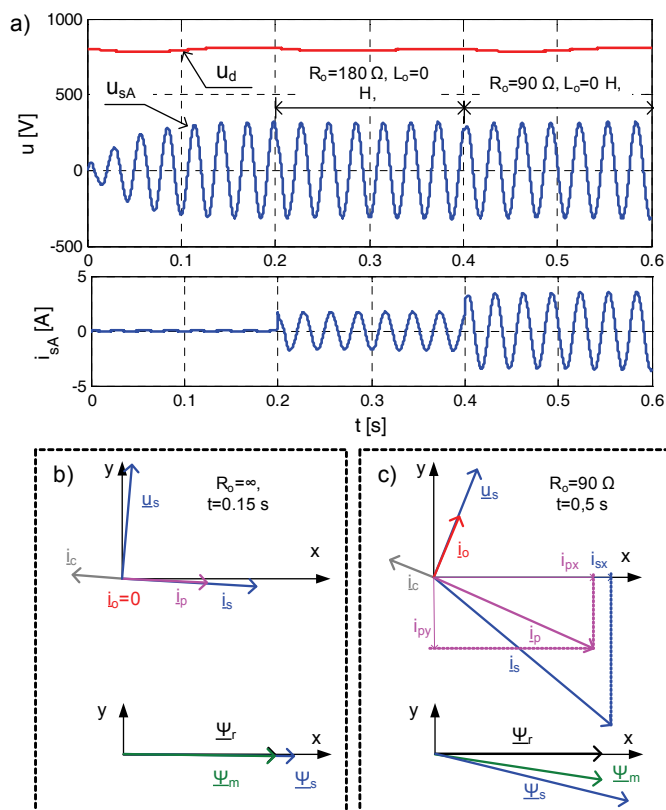 a)
1000
u_d
R_o=180 Ω, L_o=0
H,
R_o=90 Ω, L_o=0 H,
500
u_sA
u [V]
0
-500
0 0.1 0.2 0.3 0.4 0.5 0.6
5
i_sA [A]
0
-5
0 0.1 0.2 0.3 0.4 0.5 0.6
t [s]
b)
y
R_o=∞,
t=0.15 s
u_s
x
i_c
i_o=0
i_p
i_s
y
Ψ_r
x
Ψ_m
Ψ_s
c)
y
R_o=90 Ω
t=0,5 s
u_s
i_o
i_px
i_sx
x
i_c
i_py
i_p
i_s
y
Ψ_r
x
Ψ_m
Ψ_s